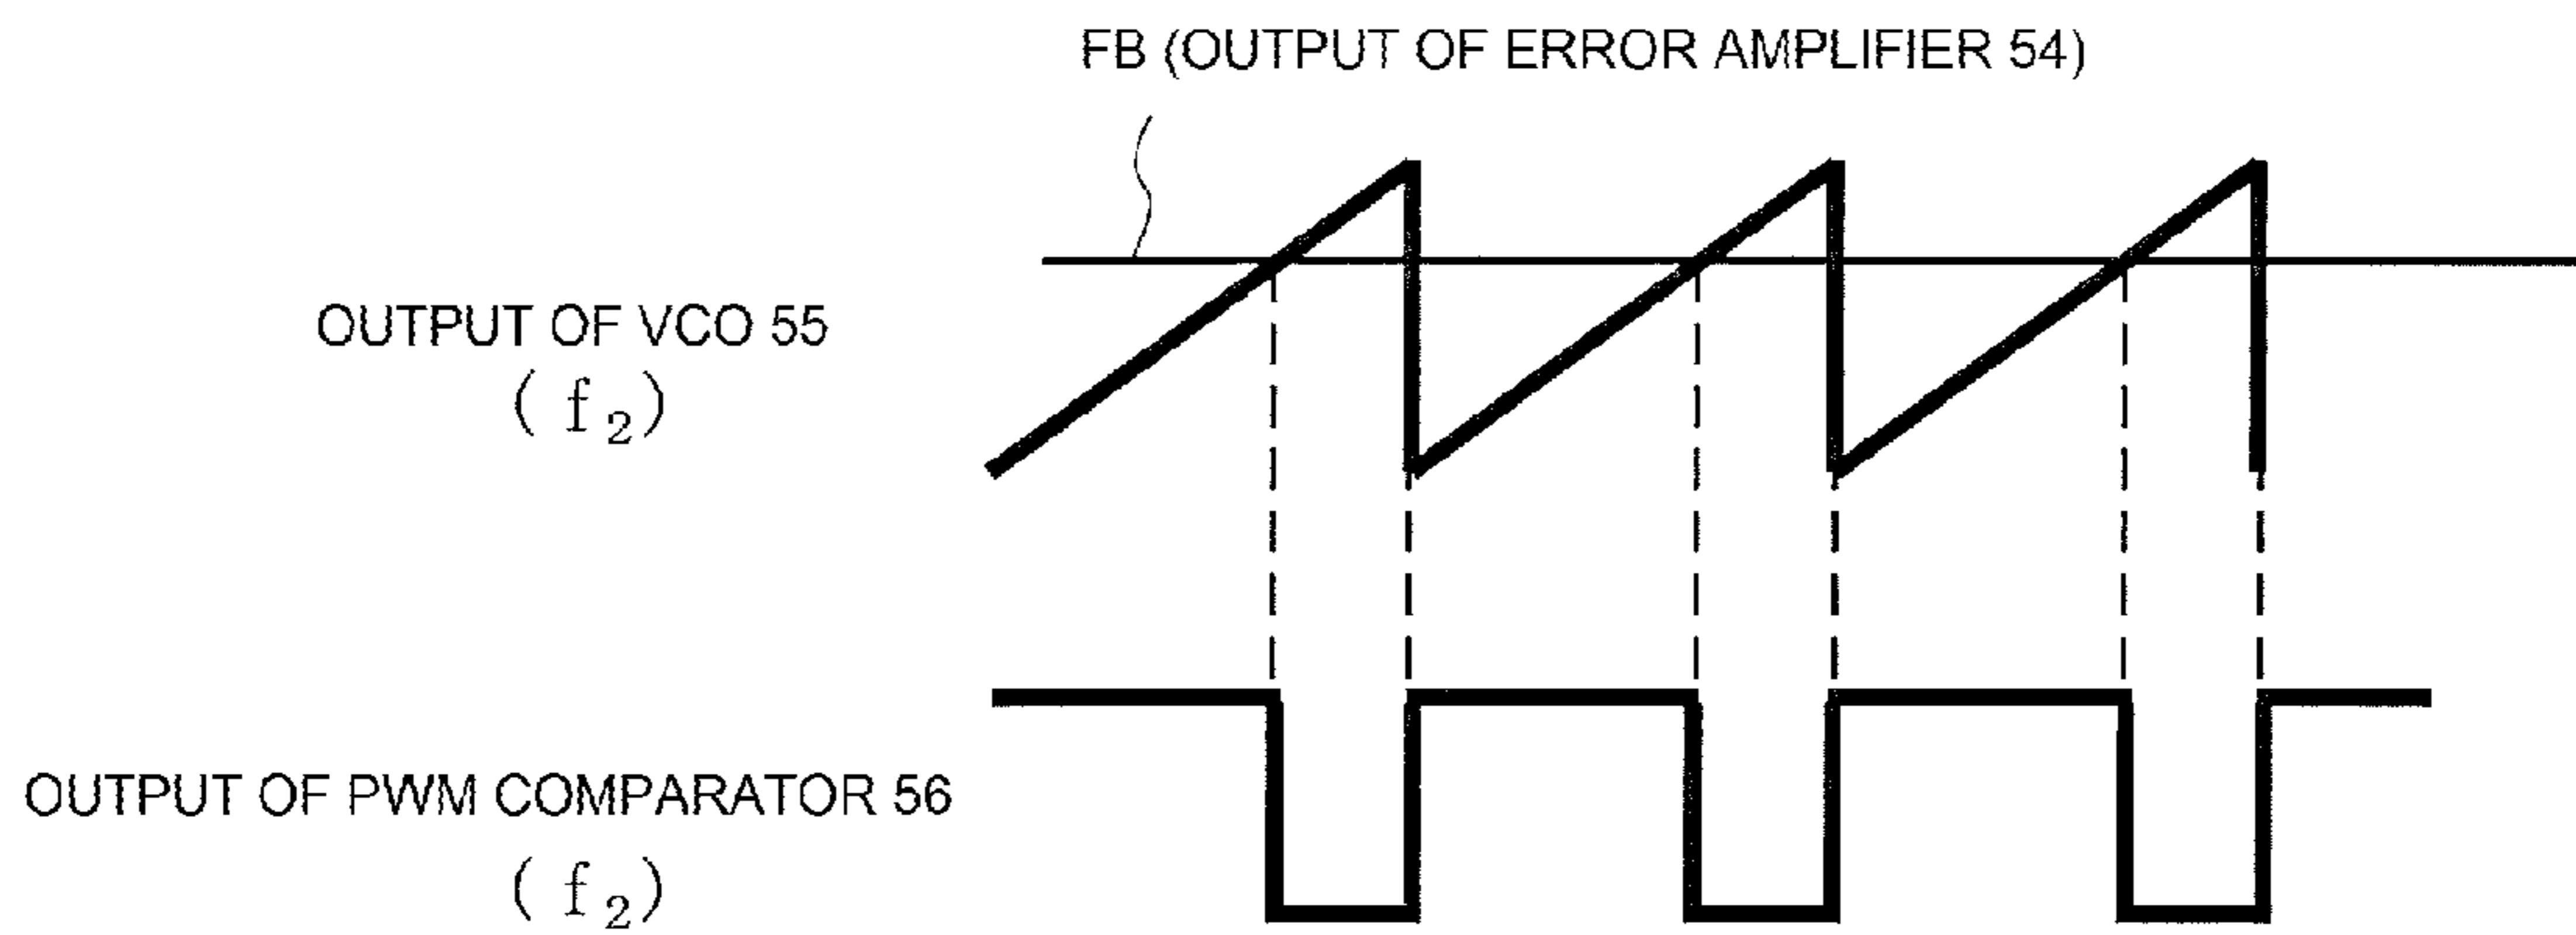 FB (OUTPUT OF ERROR AMPLIFIER 54)
OUTPUT OF VCO 55
( f₂)
OUTPUT OF PWM COMPARATOR 56
( f₂)